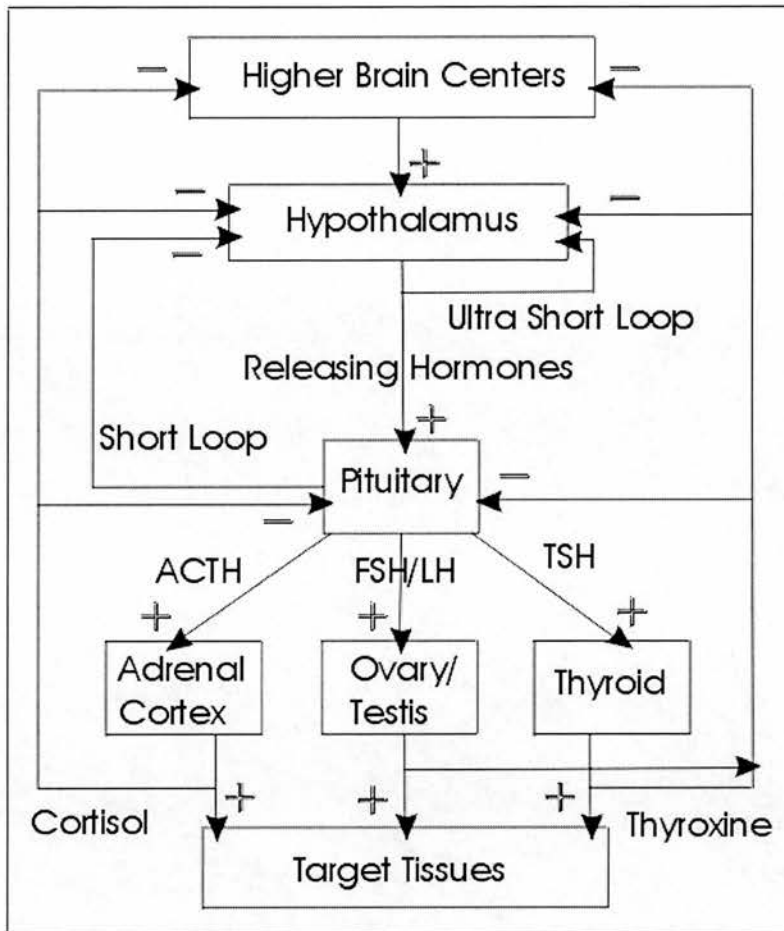 − Higher Brain Centers −
+
− Hypothalamus −
−
Ultra Short Loop
Releasing Hormones
+
Short Loop
Pituitary −
−
ACTH FSH/LH TSH
+ + +
Adrenal Cortex
Ovary/ Testis
Thyroid
+ + +
Cortisol
Thyroxine
Target Tissues